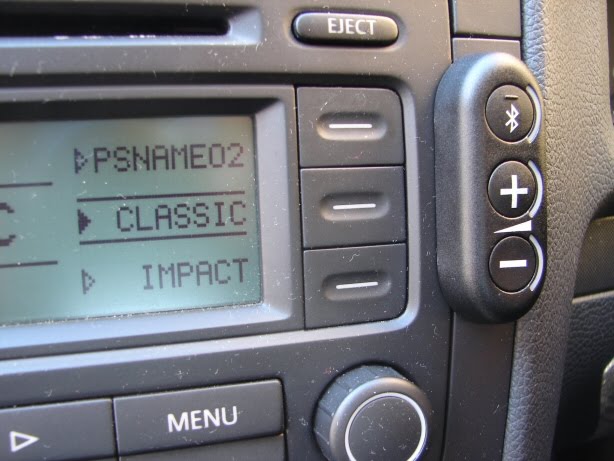 EJECT
PSNAME02
C CLASSIC
IMPACT
MENU